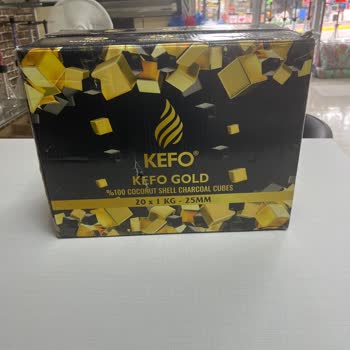 KEFO®
KEFO GOLD
%100 COCONUT SHELL CHARCOAL CUBES
20 x 1 KG - 25MM